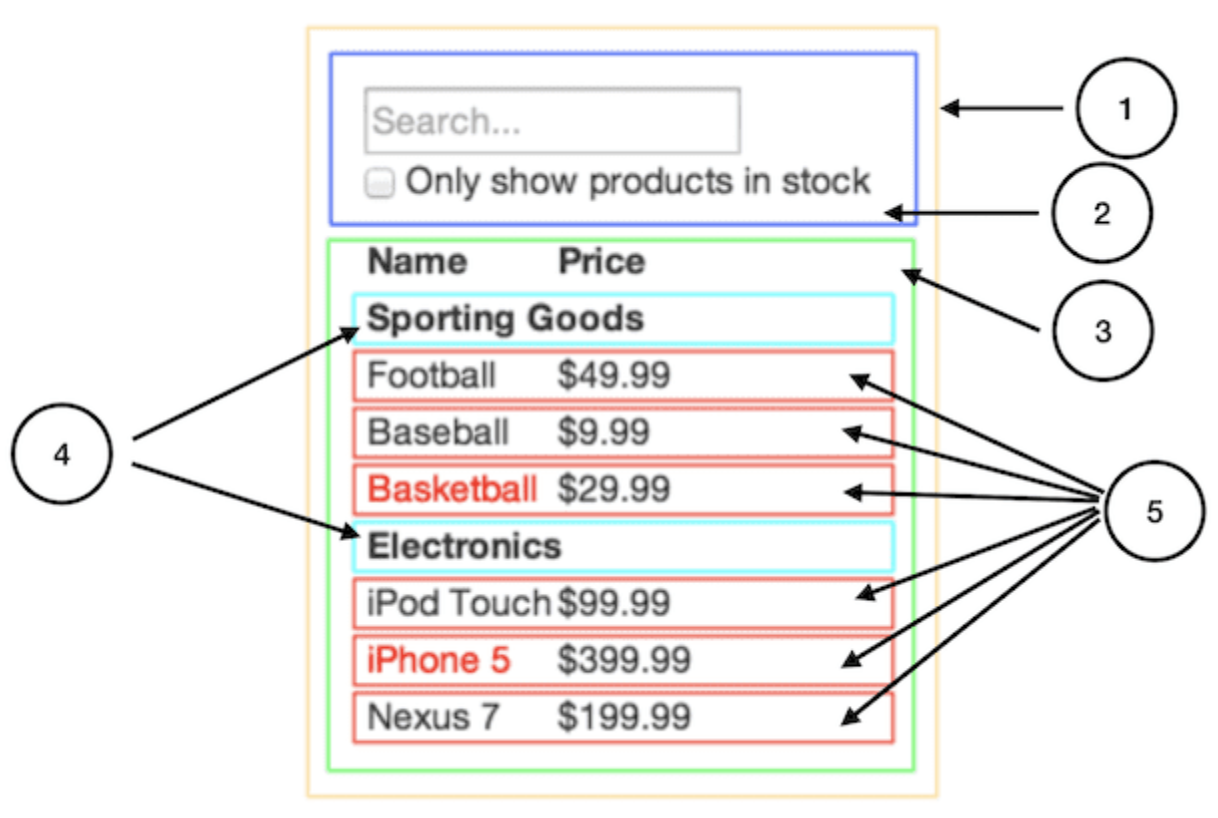 Search...
1
Only show products in stock
2
Name Price
3
Sporting Goods
Football $49.99
Baseball $9.99
4
Basketball $29.99
5
Electronics
iPod Touch $99.99
iPhone 5 $399.99
Nexus 7 $199.99